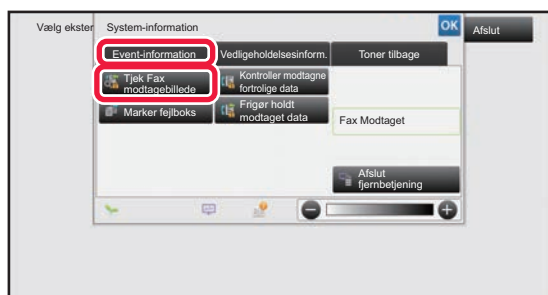 Vælg ekster
System-information
OK
Afslut
Event-information
Vedligeholdelsesinform.
Toner tilbage
Tjek Fax
modtagebillede
Kontroller modtagne
fortrolige data
Marker fejlboks
Frigør holdt
modtaget data
Fax Modtaget
Afslut
fjernbetjening